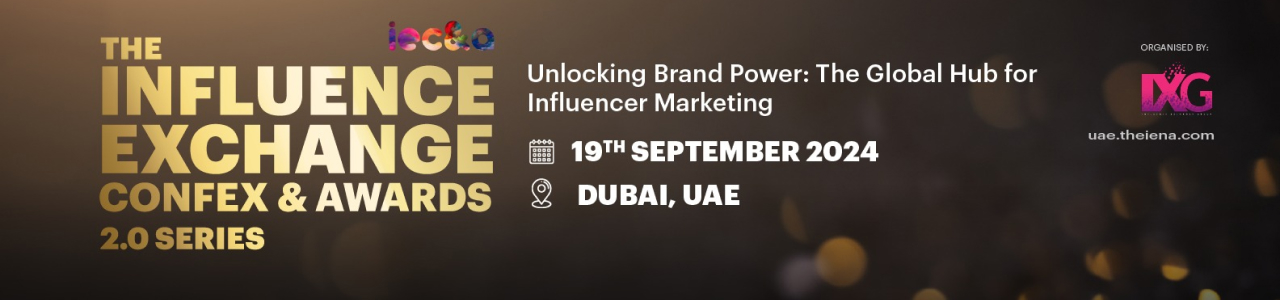 iec&a
THE
INFLUENCE
EXCHANGE
CONFEX & AWARDS
2.0 SERIES
Unlocking Brand Power: The Global Hub for
Influencer Marketing
19TH SEPTEMBER 2024
DUBAI, UAE
ORGANISED BY:
IXG
uae.theiena.com